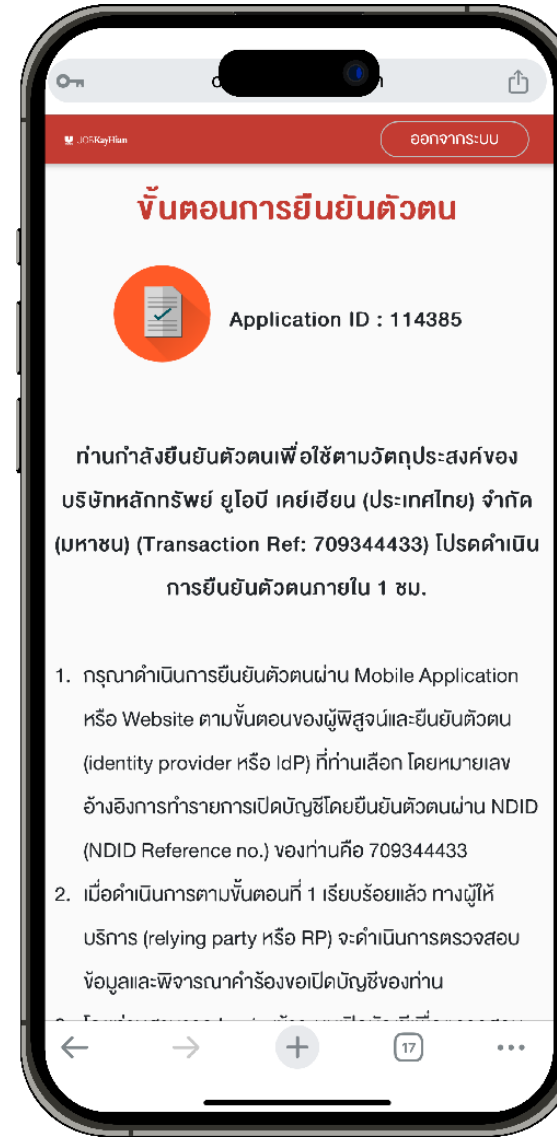 UOBKayHian
ออกจากระบบ
ขั้นตอนการยืนยันตัวตน
Application ID : 114385
ท่านกำลังยืนยันตัวตนเพื่อใช้ตามวัตถุประสงค์ของ
บริษัทหลักทรัพย์ ยูโอบี เคย์เฮียน (ประเทศไทย) จำกัด
(มหาชน) (Transaction Ref: 709344433) โปรดดำเนิน
การยืนยันตัวตนภายใน 1 ชม.
1. กรุณาดำเนินการยืนยันตัวตนผ่าน Mobile Application
หรือ Website ตามขั้นตอนของผู้พิสูจน์และยืนยันตัวตน
(identity provider หรือ IdP) ที่ท่านเลือก โดยหมายเลข
อ้างอิงการทำรายการเปิดบัญชีโดยยืนยันตัวตนผ่าน NDID
(NDID Reference no.) ของท่านคือ 709344433
2. เมื่อดำเนินการตามขั้นตอนที่ 1 เรียบร้อยแล้ว ทางผู้ให้
บริการ (relying party หรือ RP) จะดำเนินการตรวจสอบ
ข้อมูลและพิจารณาคำร้องขอเปิดบัญชีของท่าน
17